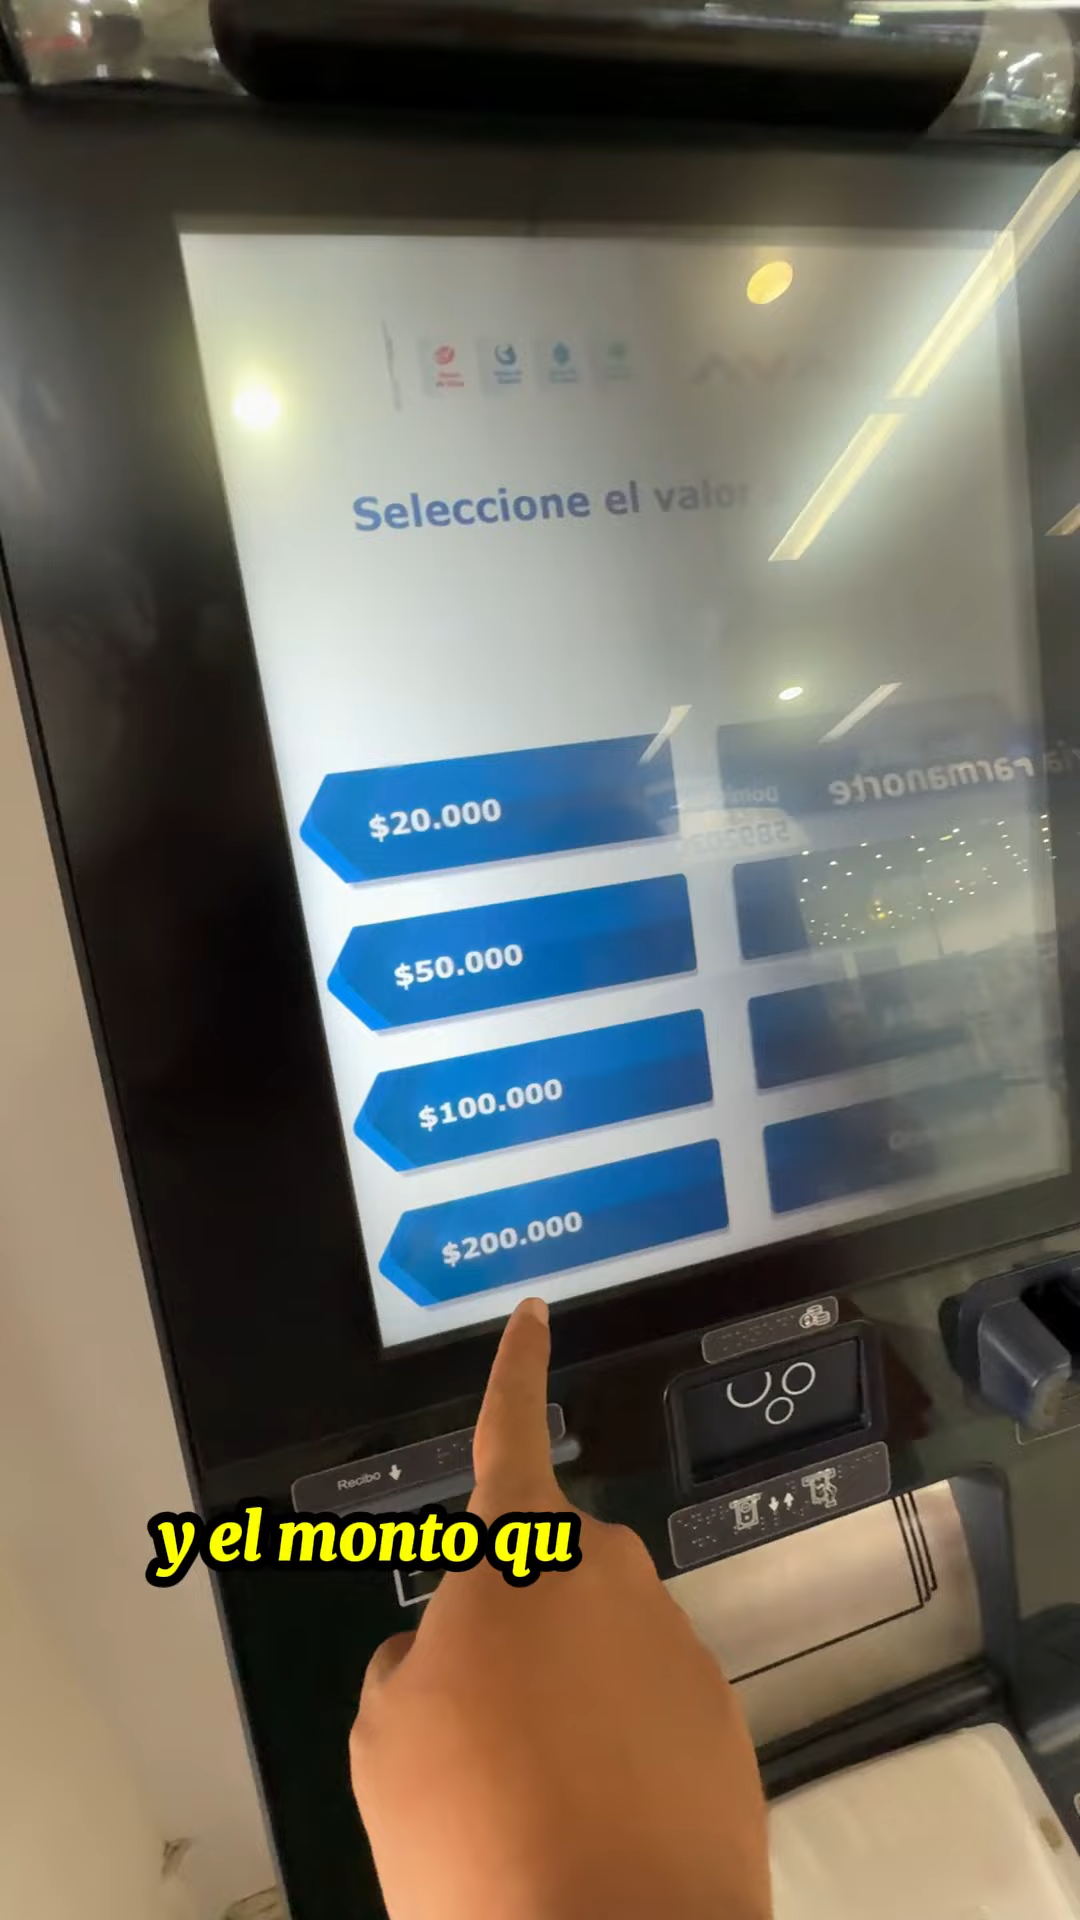 Seleccione el valor
$20.000
$50.000
$100.000
$200.000
Recibo
y el monto qu